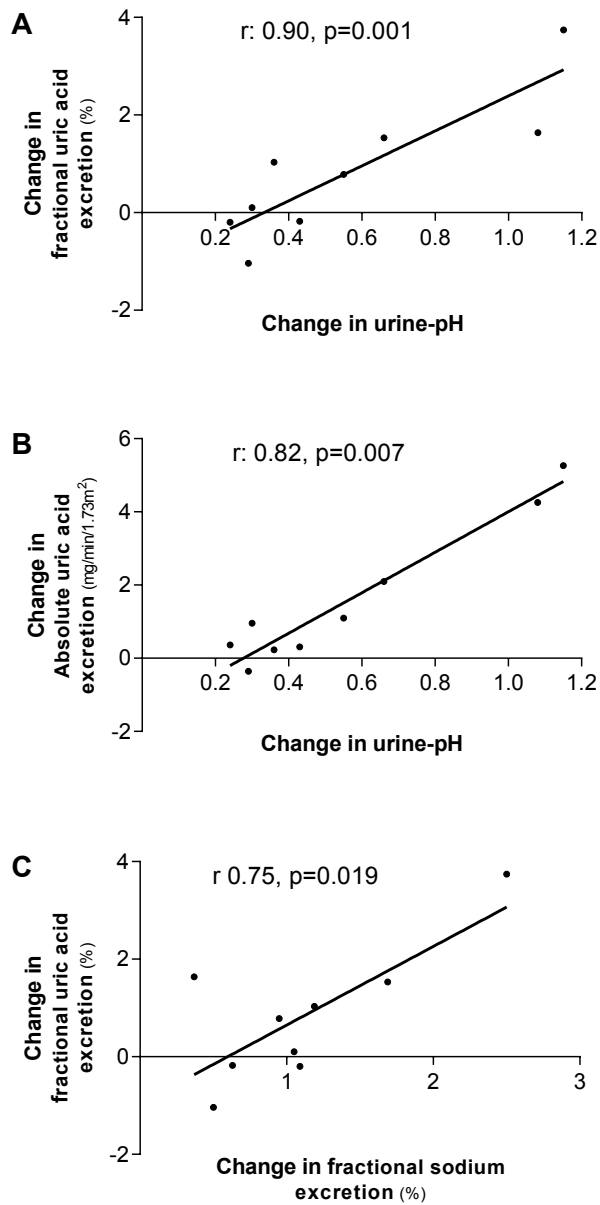 A
r: 0.90, p=0.001
Change in
fractional uric acid
excretion (%)
4
2
0
-2
0.2 0.4 0.6 0.8 1.0 1.2
Change in urine-pH
B
r: 0.82, p=0.007
Change in
Absolute uric acid
excretion (mg/min/1.73m²)
6
4
2
0
-2
0.2 0.4 0.6 0.8 1.0 1.2
Change in urine-pH
C
r 0.75, p=0.019
Change in
fractional uric acid
excretion (%)
4
2
0
-2
1 2 3
Change in fractional sodium
excretion (%)